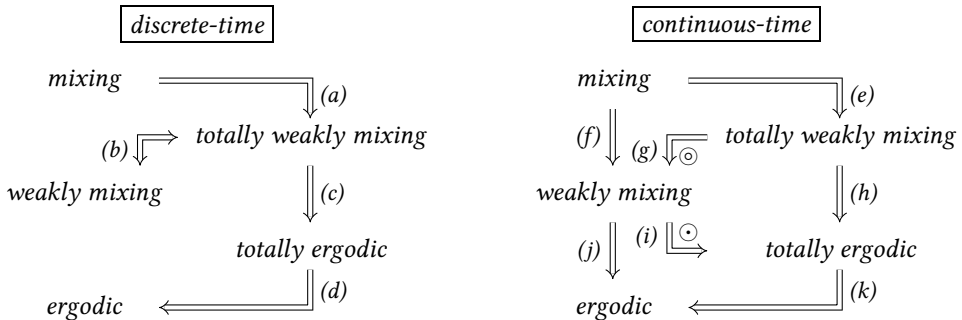 discrete-time
mixing
(a)
(b) totally weakly mixing
weakly mixing
(c)
totally ergodic
(d)
ergodic
continuous-time
mixing
(e)
(f)
(g) totally weakly mixing
weakly mixing
(h)
(i)
(j)
totally ergodic
(k)
ergodic